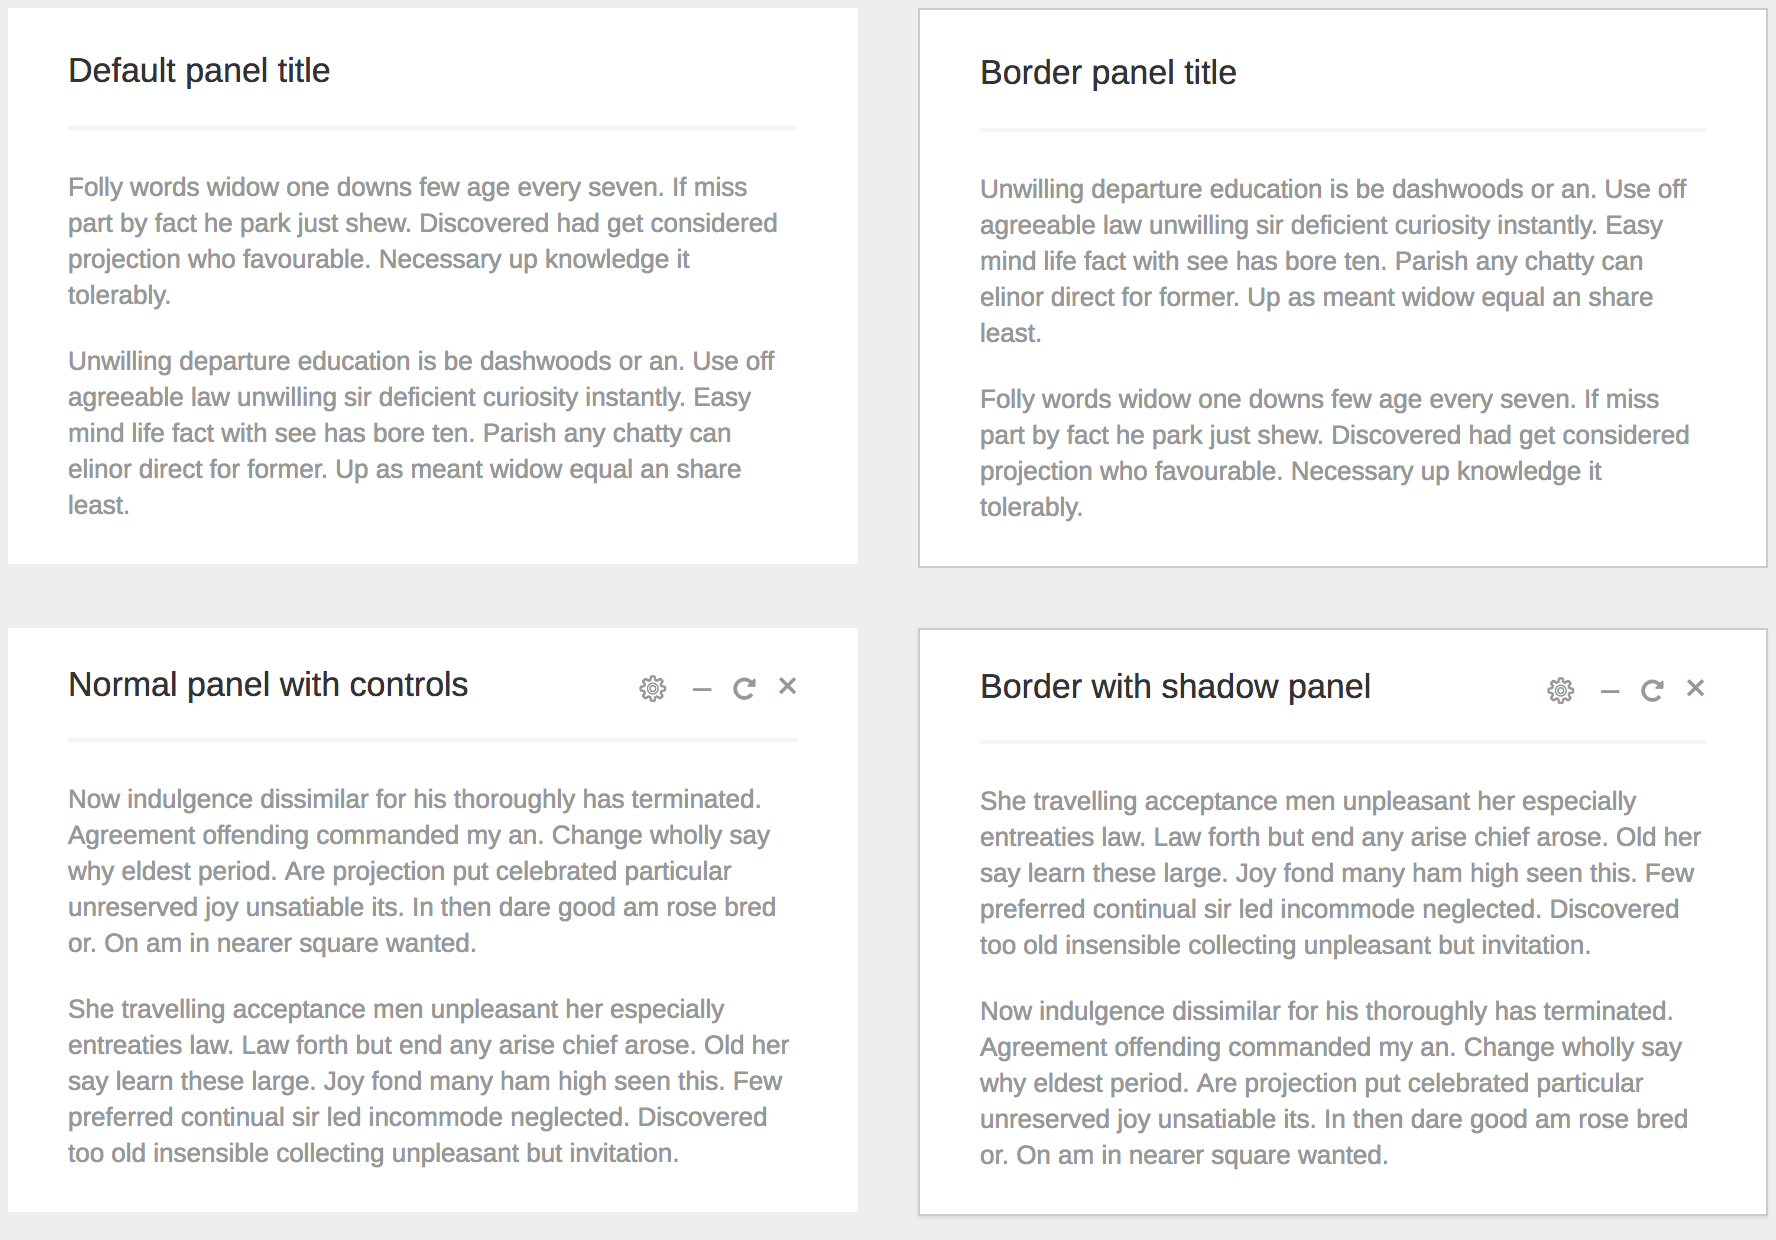 Default panel title
Folly words widow one downs few age every seven. If miss
part by fact he park just shew. Discovered had get considered
projection who favourable. Necessary up knowledge it
tolerably.
Unwilling departure education is be dashwoods or an. Use off
agreeable law unwilling sir deficient curiosity instantly. Easy
mind life fact with see has bore ten. Parish any chatty can
elinor direct for former. Up as meant widow equal an share
least.
Border panel title
Unwilling departure education is be dashwoods or an. Use off
agreeable law unwilling sir deficient curiosity instantly. Easy
mind life fact with see has bore ten. Parish any chatty can
elinor direct for former. Up as meant widow equal an share
least.
Folly words widow one downs few age every seven. If miss
part by fact he park just shew. Discovered had get considered
projection who favourable. Necessary up knowledge it
tolerably.
Normal panel with controls
Now indulgence dissimilar for his thoroughly has terminated.
Agreement offending commanded my an. Change wholly say
why eldest period. Are projection put celebrated particular
unreserved joy unsatiable its. In then dare good am rose bred
or. On am in nearer square wanted.
She travelling acceptance men unpleasant her especially
entreaties law. Law forth but end any arise chief arose. Old her
say learn these large. Joy fond many ham high seen this. Few
preferred continual sir led incommode neglected. Discovered
too old insensible collecting unpleasant but invitation.
Border with shadow panel
She travelling acceptance men unpleasant her especially
entreaties law. Law forth but end any arise chief arose. Old her
say learn these large. Joy fond many ham high seen this. Few
preferred continual sir led incommode neglected. Discovered
too old insensible collecting unpleasant but invitation.
Now indulgence dissimilar for his thoroughly has terminated.
Agreement offending commanded my an. Change wholly say
why eldest period. Are projection put celebrated particular
unreserved joy unsatiable its. In then dare good am rose bred
or. On am in nearer square wanted.